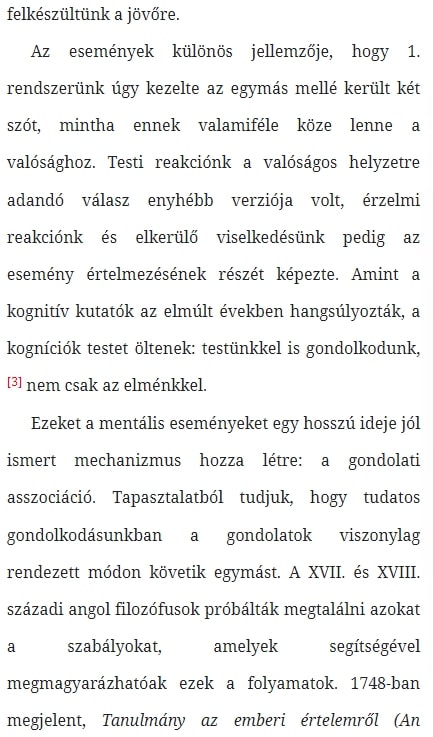 felkészültünk a jövőre.
Az események különös jellemzője, hogy 1.
rendszerünk úgy kezelte az egymás mellé került két
szót, mintha ennek valamiféle köze lenne a
valósághoz. Testi reakciónk a valóságos helyzetre
adandó válasz enyhébb verziója volt, érzelmi
reakciónk és elkerülő viselkedésünk pedig az
esemény értelmezésének részét képezte. Amint a
kognitív kutatók az elmúlt években hangsúlyozták, a
kogníciók testet öltenek: testünkkel is gondolkodunk,
[3] nem csak az elménkkel.
Ezeket a mentális eseményeket egy hosszú ideje jól
ismert mechanizmus hozza létre: a gondolati
asszociáció. Tapasztalatból tudjuk, hogy tudatos
gondolkodásunkban a gondolatok viszonylag
rendezett módon követik egymást. A XVII. és XVIII.
századi angol filozófusok próbálták megtalálni azokat
a szabályokat, amelyek segítségével
megmagyarázhatóak ezek a folyamatok. 1748-ban
megjelent, Tanulmány az emberi értelemről (An